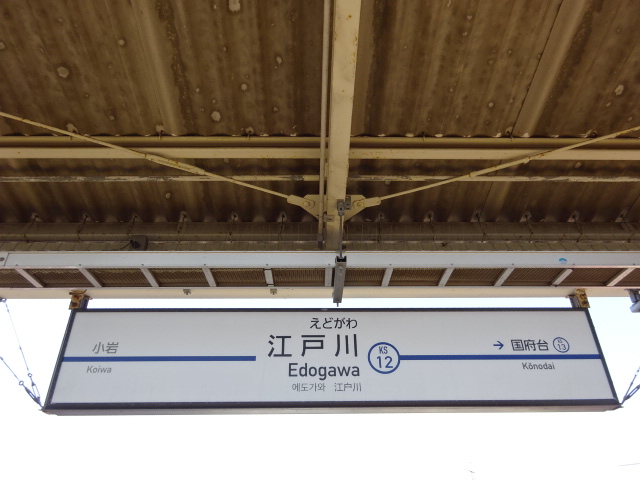 えどがわ
江戸川
Edogawa
에도가와 江户川
KS
12
小岩
Koiwa
→ 国府台
KS
13
Kōnodai